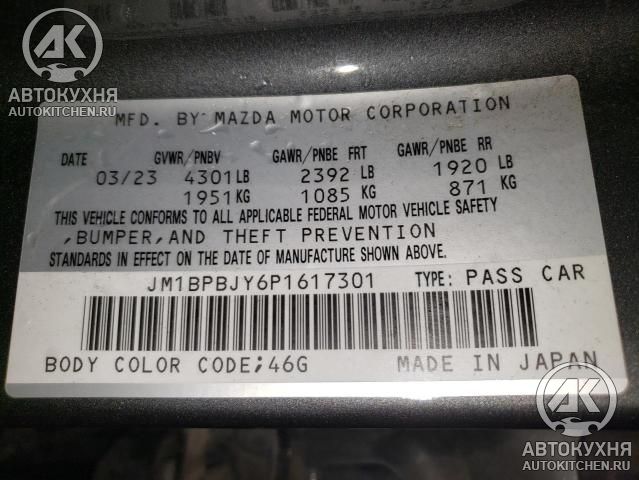 AK
АВТОКУХНЯ
AUTOKITCHEN.RU
MFD. BY MAZDA MOTOR CORPORATION
DATE GVWR/PNBV GAWR/PNBE FRT GAWR/PNBE RR
03/23 4301LB 2392 LB 1920 LB
1951KG 1085 KG 871 KG
THIS VEHICLE CONFORMS TO ALL APPLICABLE FEDERAL MOTOR VEHICLE SAFETY
,BUMPER,AND THEFT PREVENTION
STANDARDS IN EFFECT ON THE DATE OF MANUFACTURE SHOWN ABOVE.
JM1BPBJY6P1617301 TYPE: PASS CAR
BODY COLOR CODE;46G MADE IN JAPAN
AK
АВТОКУХНЯ
AUTOKITCHEN.RU